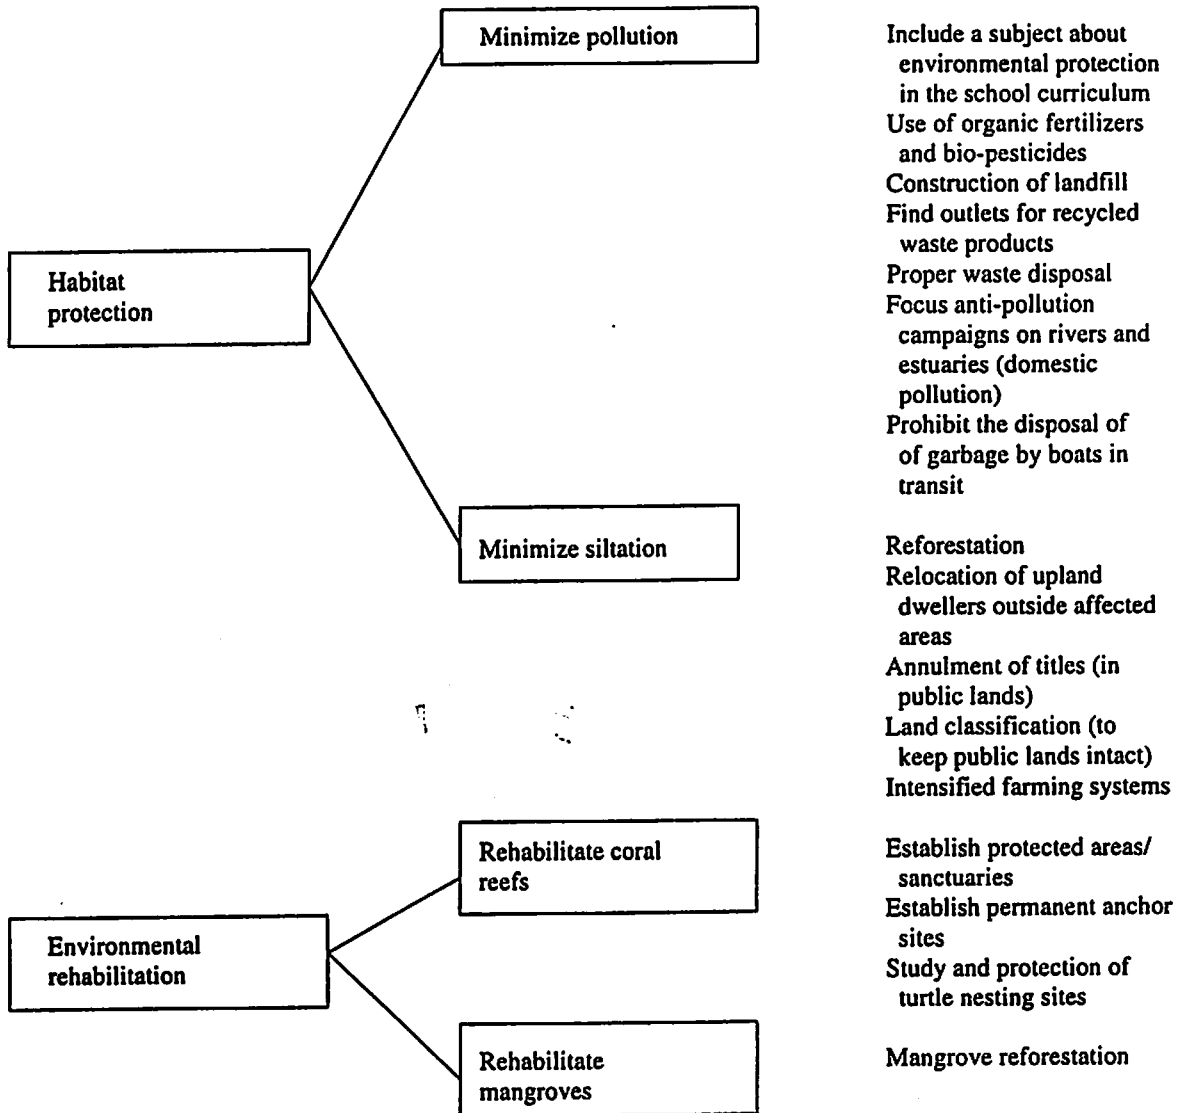 Minimize pollution
Include a subject about
environmental protection
in the school curriculum
Use of organic fertilizers
and bio-pesticides
Construction of landfill
Find outlets for recycled
waste products
Proper waste disposal
Focus anti-pollution
campaigns on rivers and
estuaries (domestic
pollution)
Prohibit the disposal of
of garbage by boats in
transit
Habitat
protection
Minimize siltation
Reforestation
Relocation of upland
dwellers outside affected
areas
Annulment of titles (in
public lands)
Land classification (to
keep public lands intact)
Intensified farming systems
Rehabilitate coral
reefs
Establish protected areas/
sanctuaries
Establish permanent anchor
sites
Study and protection of
turtle nesting sites
Environmental
rehabilitation
Rehabilitate
mangroves
Mangrove reforestation